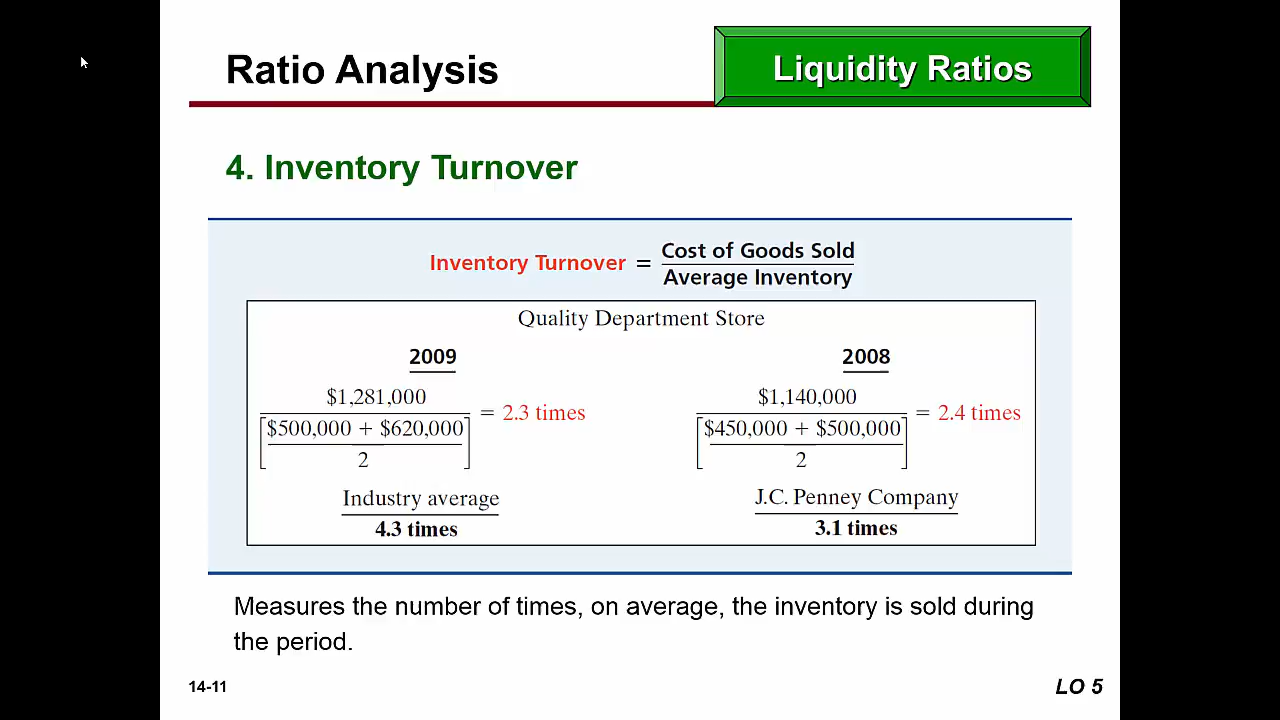 Ratio Analysis
Liquidity Ratios
4. Inventory Turnover
Inventory Turnover = Cost of Goods Sold
Average Inventory
Quality Department Store
2009
2008
$1,281,000
[$500,000 + $620,000]
2
= 2.3 times
$1,140,000
[$450,000 + $500,000]
2
= 2.4 times
Industry average
4.3 times
J.C. Penney Company
3.1 times
Measures the number of times, on average, the inventory is sold during
the period.
14-11
LO 5